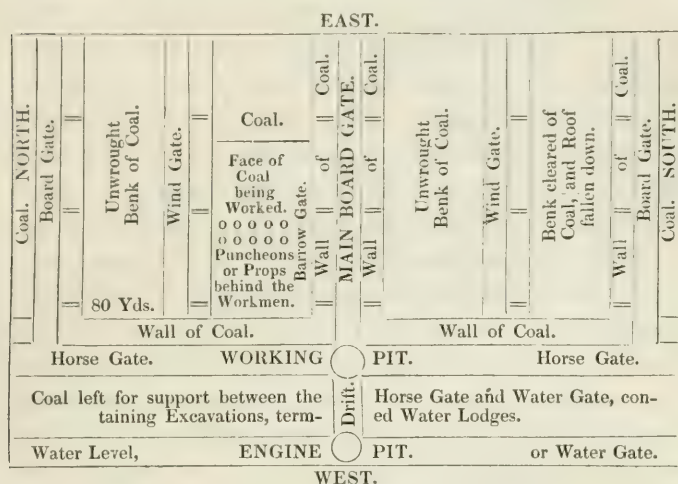 EAST.
Coal. NORTH.
Board Gate.
Unwrought
Benk of Coal.
80 Yds.
Wind Gate.
Coal.
Face of
Coal
being
Worked.
o o o o o
o o o o o
Puncheons
or Props
behind the
Workmen.
Barrow Gate.
Wall of Coal.
MAIN BOARD GATE.
Wall of Coal.
Unwrought
Benk of Coal.
Wind Gate.
Benk cleared of
Coal, and Roof
fallen down.
Wall of Coal.
Board Gate.
Coal. SOUTH.
Wall of Coal.
Wall of Coal.
Horse Gate. WORKING PIT. Horse Gate.
Coal left for support between the Horse Gate and Water Gate, con-
taining Excavations, term- ed Water Lodges.
Drift.
Water Level, ENGINE PIT. or Water Gate.
WEST.